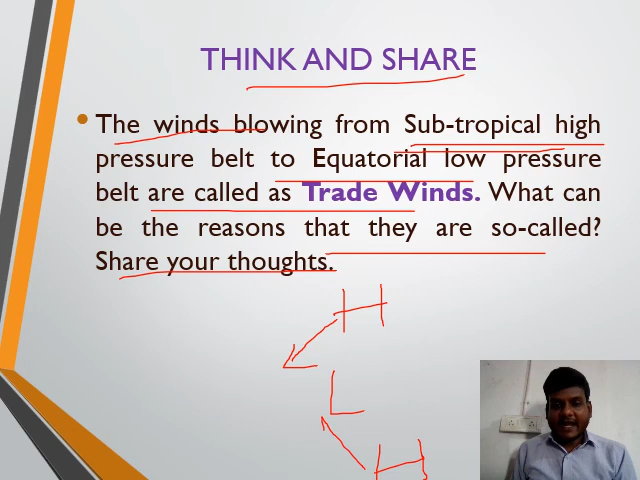 THINK AND SHARE
The winds blowing from Sub-tropical high
pressure belt to Equatorial low pressure
belt are called as Trade Winds. What can
be the reasons that they are so-called?
Share your thoughts.
H
L
H